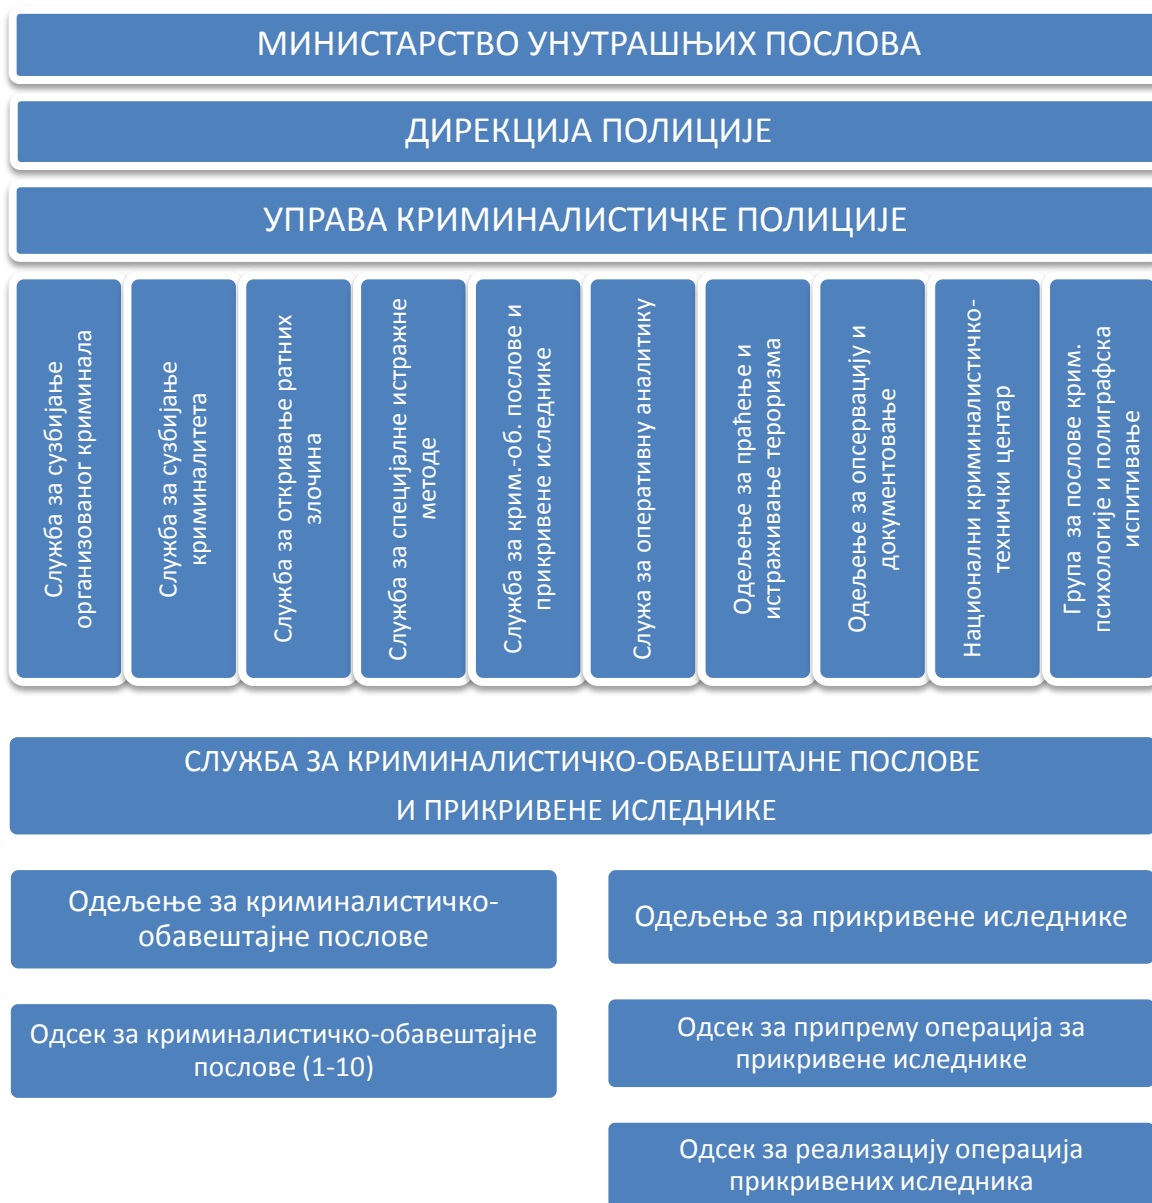 МИНИСТАРСТВО УНУТРАШЊИХ ПОСЛОВА
ДИРЕКЦИЈА ПОЛИЦИЈЕ
УПРАВА КРИМИНАЛИСТИЧКЕ ПОЛИЦИЈЕ
Служба за сузбијање
организованог криминала
Служба за сузбијање
криминалитета
Служба за откривање ратних
злочина
Служба за специјалне истражне
методе
Служба за крим.-об. послове и
прикривене иследнике
Служа за оперативну аналитику
Одељење за праћење и
истраживање тероризма
Одељење за опсервацију и
документовање
Национални криминалистичко-
технички центар
Група за послове крим.
психологије и полиграфска
испитивање
СЛУЖБА ЗА КРИМИНАЛИСТИЧКО-ОБАВЕШТАЈНЕ ПОСЛОВЕ
И ПРИКРИВЕНЕ ИСЛЕДНИКЕ
Одељење за криминалистичко-
обавештајне послове
Одсек за криминалистичко-обавештајне
послове (1-10)
Одељење за прикривене иследнике
Одсек за припрему операција за
прикривене иследнике
Одсек за реализацију операција
прикривених иследника